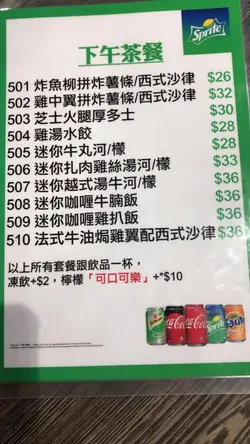 Sprite
下午茶餐
501 炸魚柳拼炸薯條/西式沙律 $26
502 雞中翼拼炸薯條/西式沙律 $32
503 芝士火腿厚多士 $30
504 雞湯水餃 $28
505 迷你牛丸河/檬 $28
506 迷你扎肉雞絲湯河/檬 $33
507 迷你越式湯牛河/檬 $36
508 迷你咖喱牛腩飯 $36
509 迷你咖喱雞扒飯 $36
510 法式牛油焗雞翼配西式沙律 $36
以上所有套餐跟飲品一杯，
凍飲+$2，檸檬「可口可樂」+*$10
Coca-Cola
Sprite
Fanta